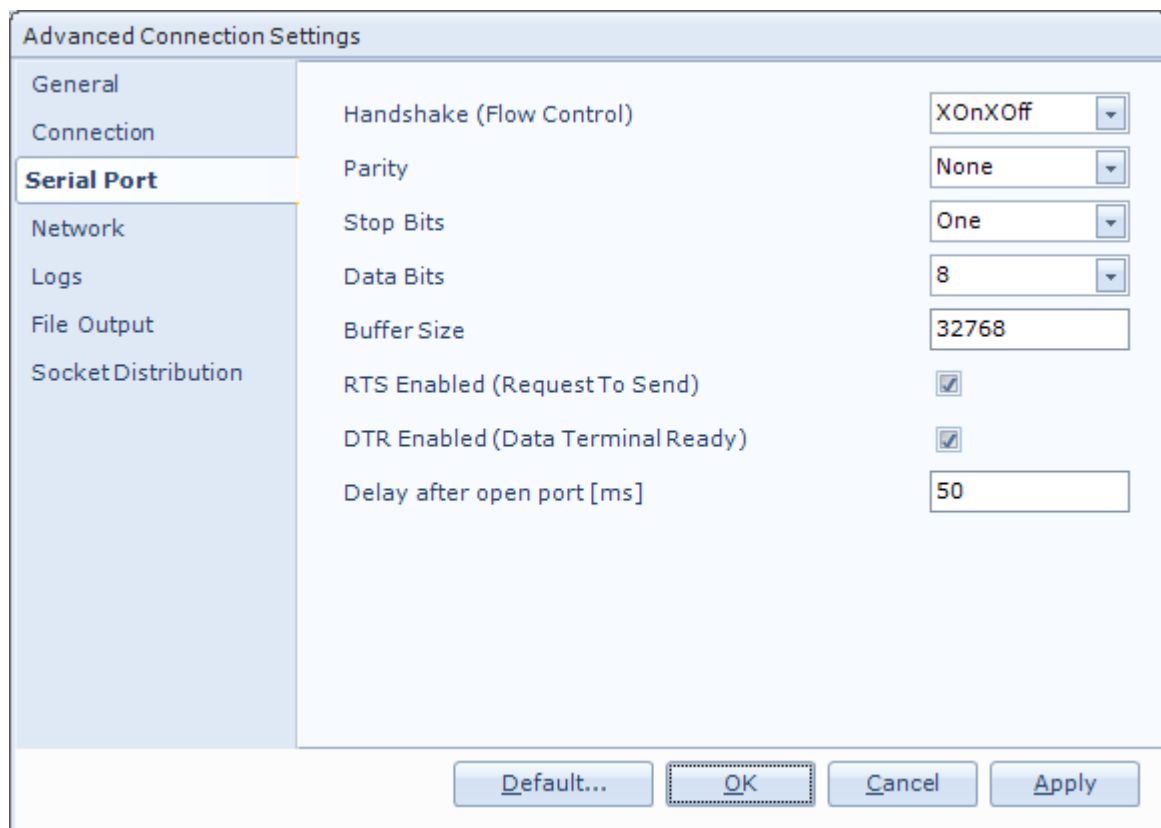 Advanced Connection Settings
General
Connection
Serial Port
Network
Logs
File Output
Socket Distribution
Handshake (Flow Control) XOnXOff
Parity None
Stop Bits One
Data Bits 8
Buffer Size 32768
RTS Enabled (Request To Send)
DTR Enabled (Data Terminal Ready)
Delay after open port [ms] 50
Default... OK Cancel Apply